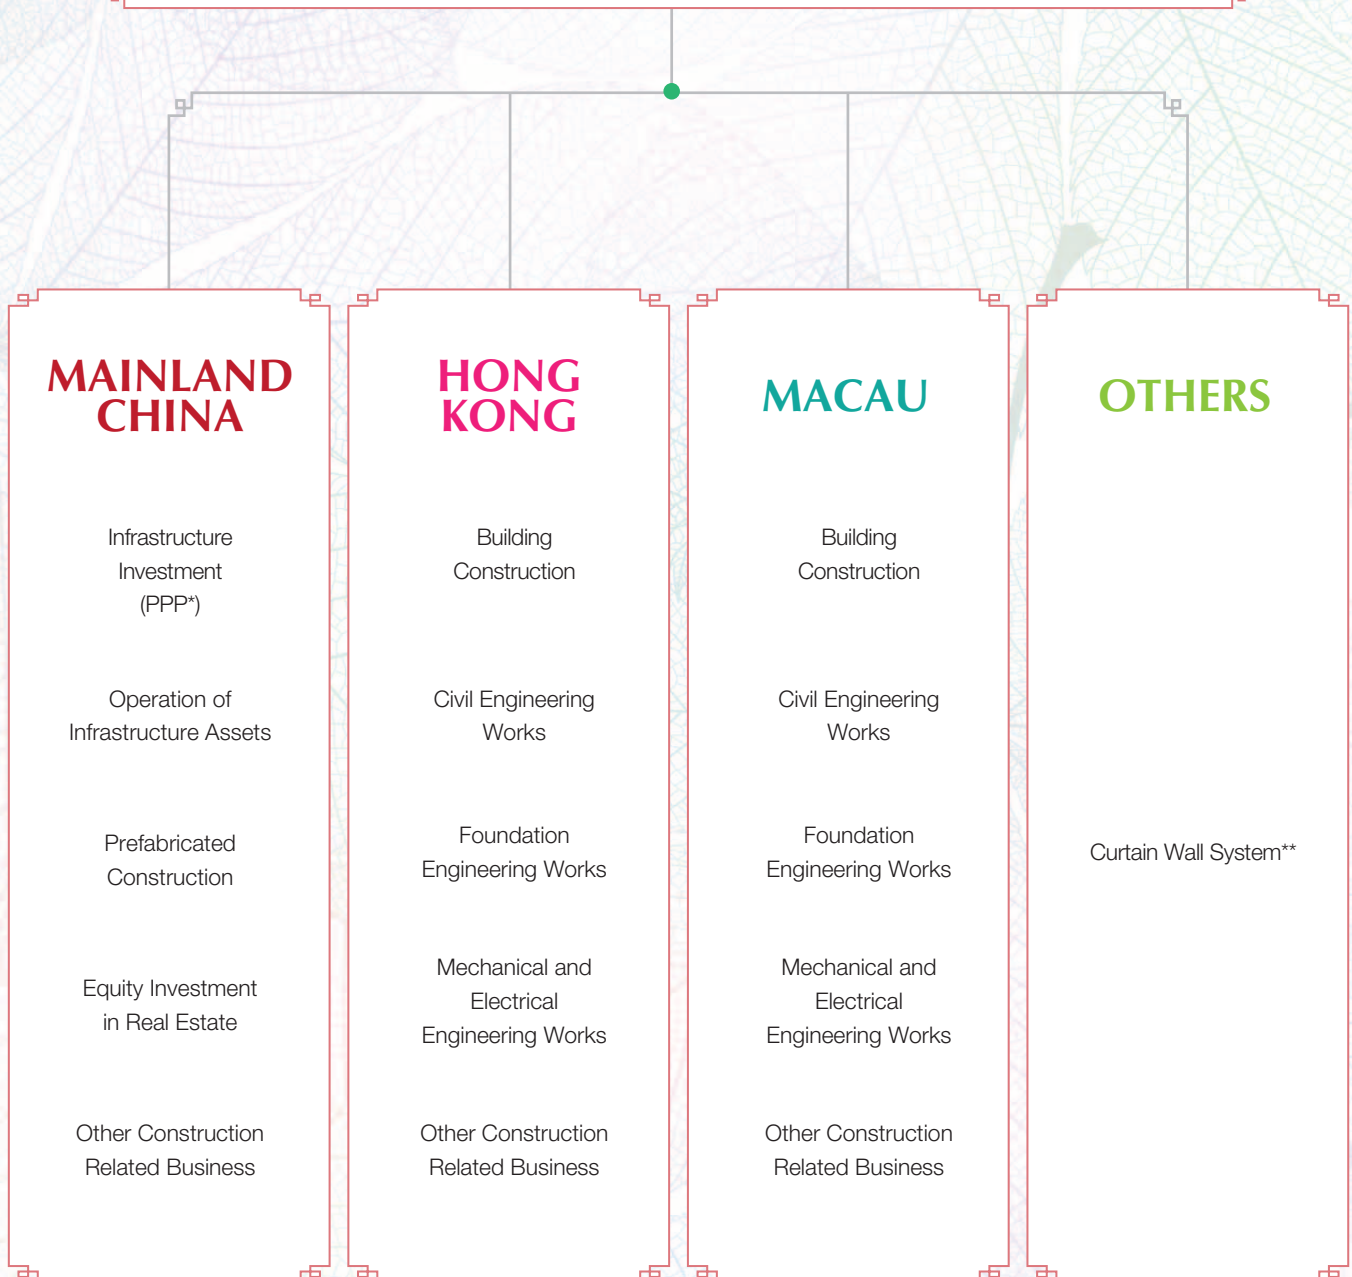 MAINLAND
CHINA
Infrastructure
Investment
(PPP*)
Operation of
Infrastructure Assets
Prefabricated
Construction
Equity Investment
in Real Estate
Other Construction
Related Business
HONG
KONG
Building
Construction
Civil Engineering
Works
Foundation
Engineering Works
Mechanical and
Electrical
Engineering Works
Other Construction
Related Business
MACAU
Building
Construction
Civil Engineering
Works
Foundation
Engineering Works
Mechanical and
Electrical
Engineering Works
Other Construction
Related Business
OTHERS
Curtain Wall System**